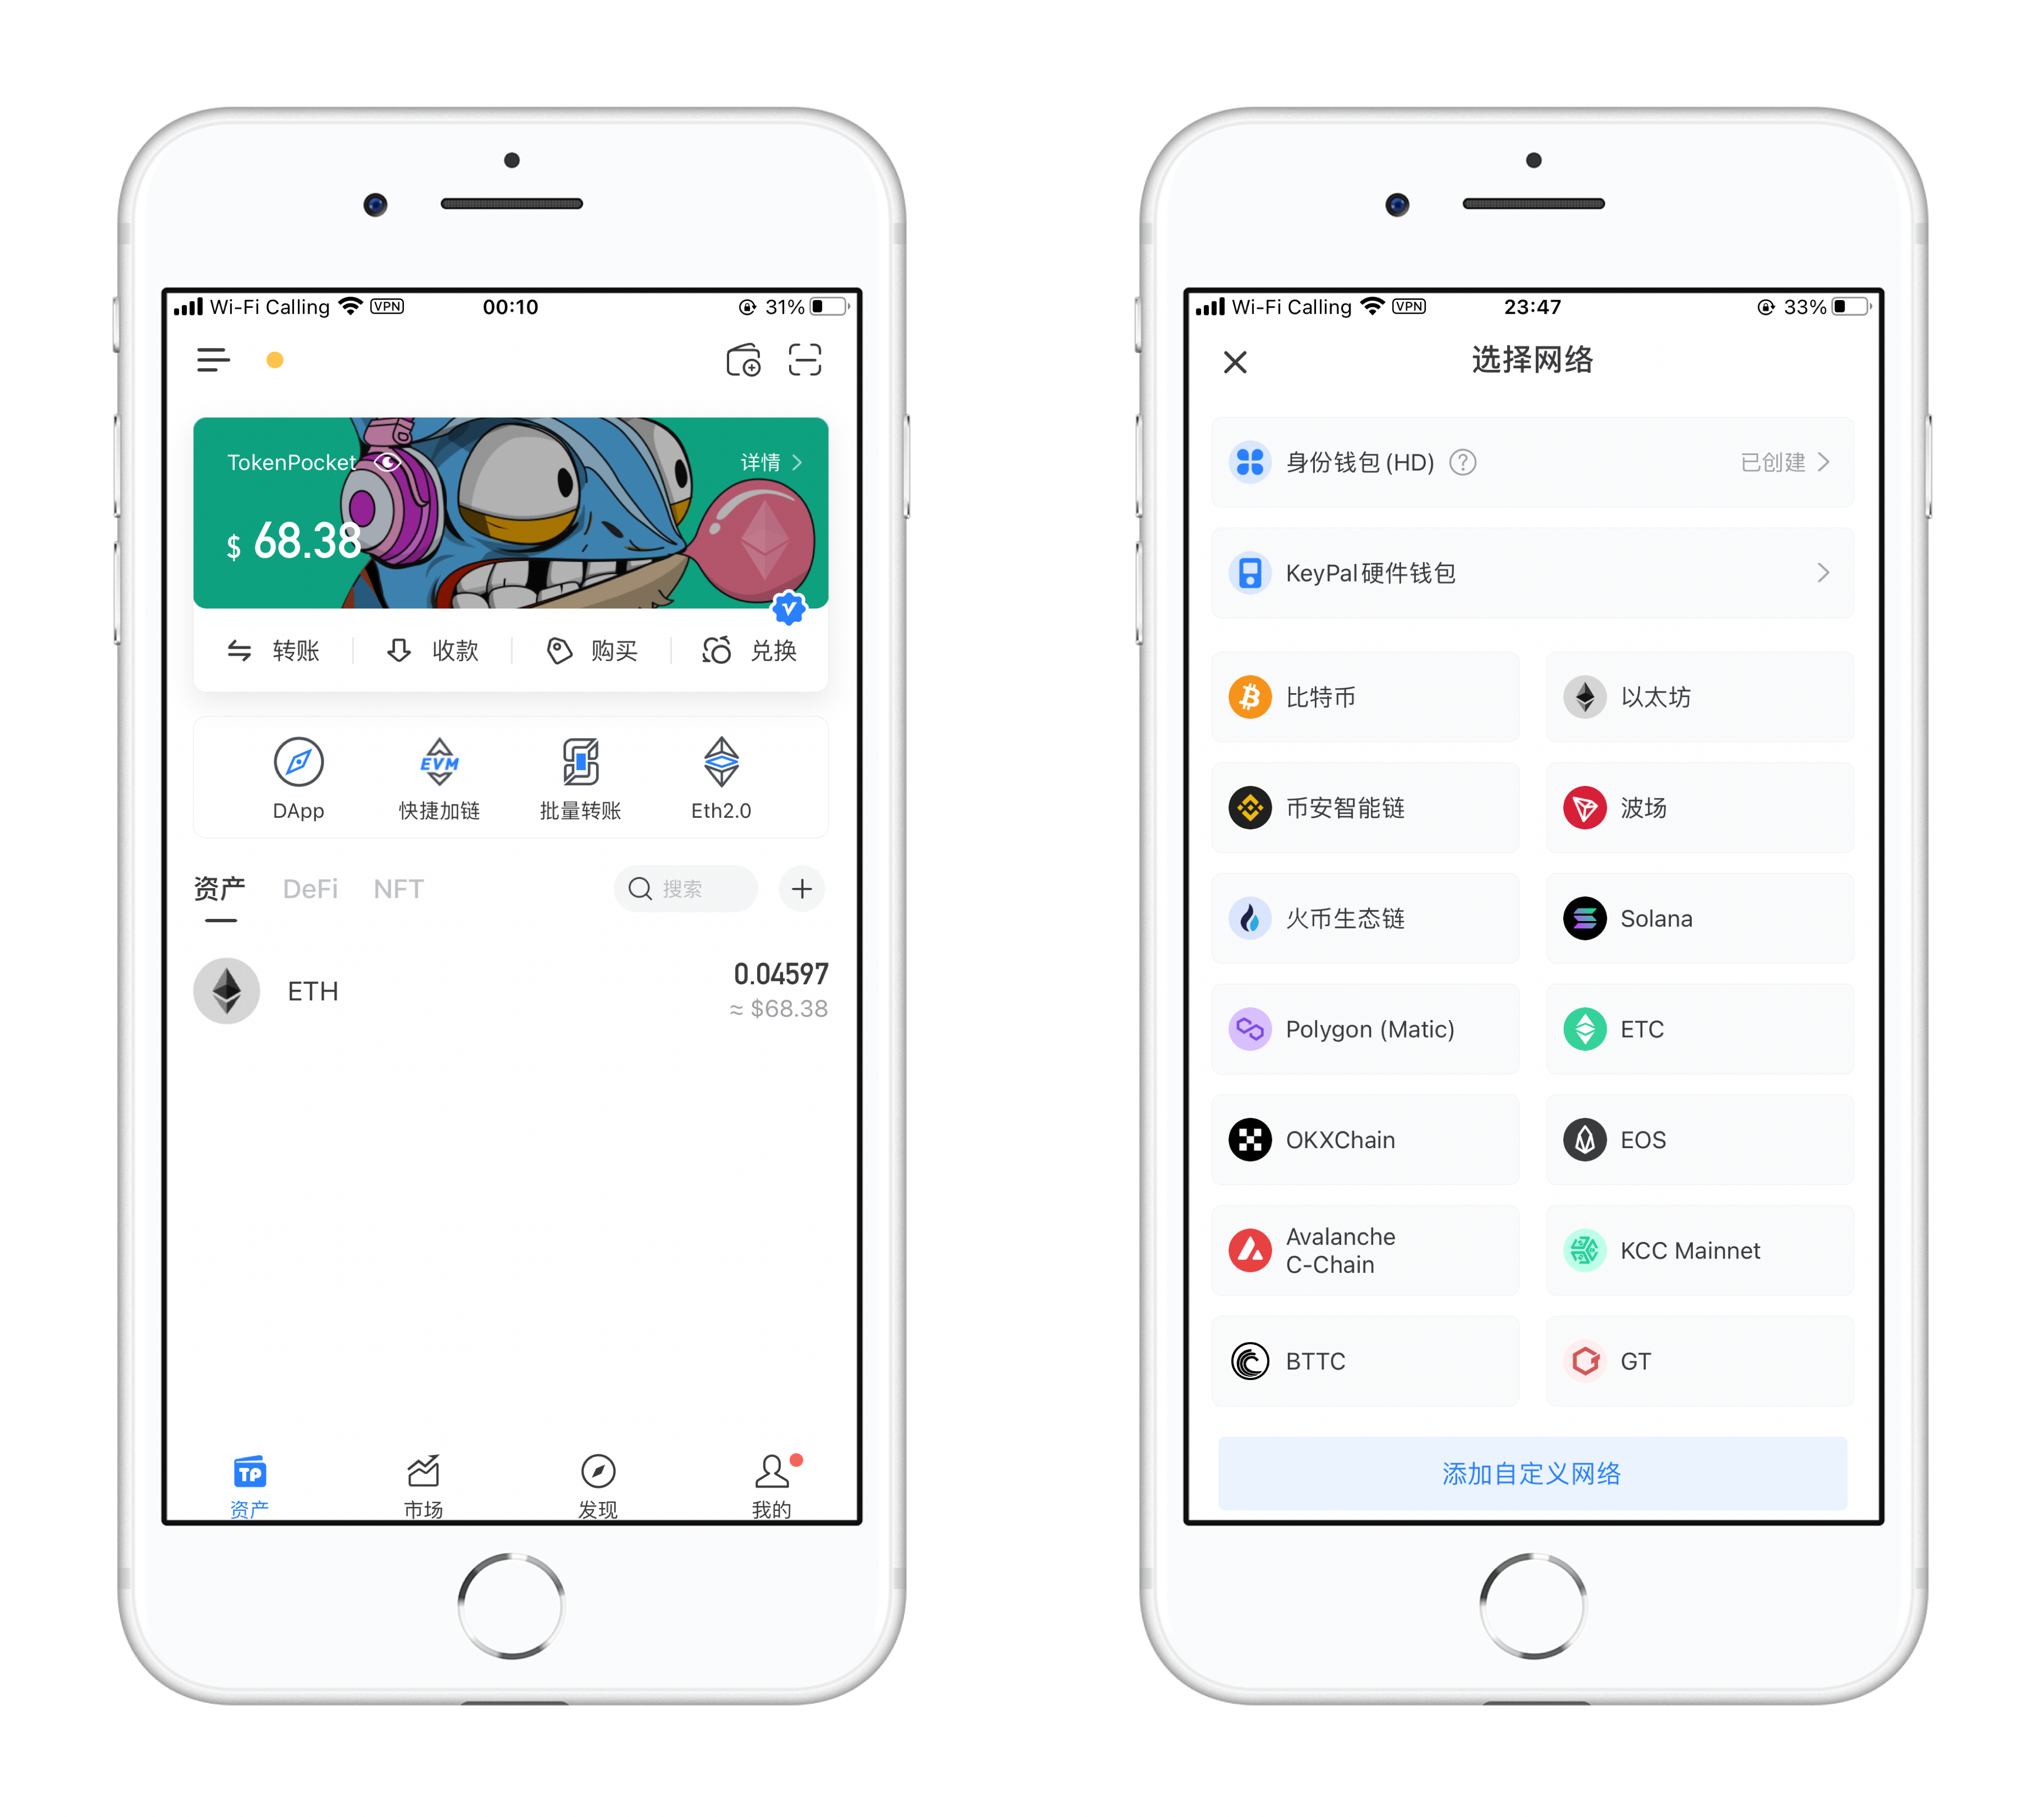 Wi-Fi Calling VPN 00:10 31%
TokenPocket 详情
$ 68.38
转账 收款 购买 兑换
EVM
DApp 快捷加链 批量转账 Eth2.0
资产 DeFi NFT 搜索
0.04597
ETH
≈ $68.38
TP
资产 市场 发现 我的
Wi-Fi Calling VPN 23:47 33%
选择网络
身份钱包 (HD) ? 已创建
KeyPal硬件钱包
比特币 以太坊
币安智能链 波场
火币生态链 Solana
Polygon (Matic) ETC
OKXChain EOS
Avalanche
C-Chain
KCC Mainnet
BTTC GT
添加自定义网络